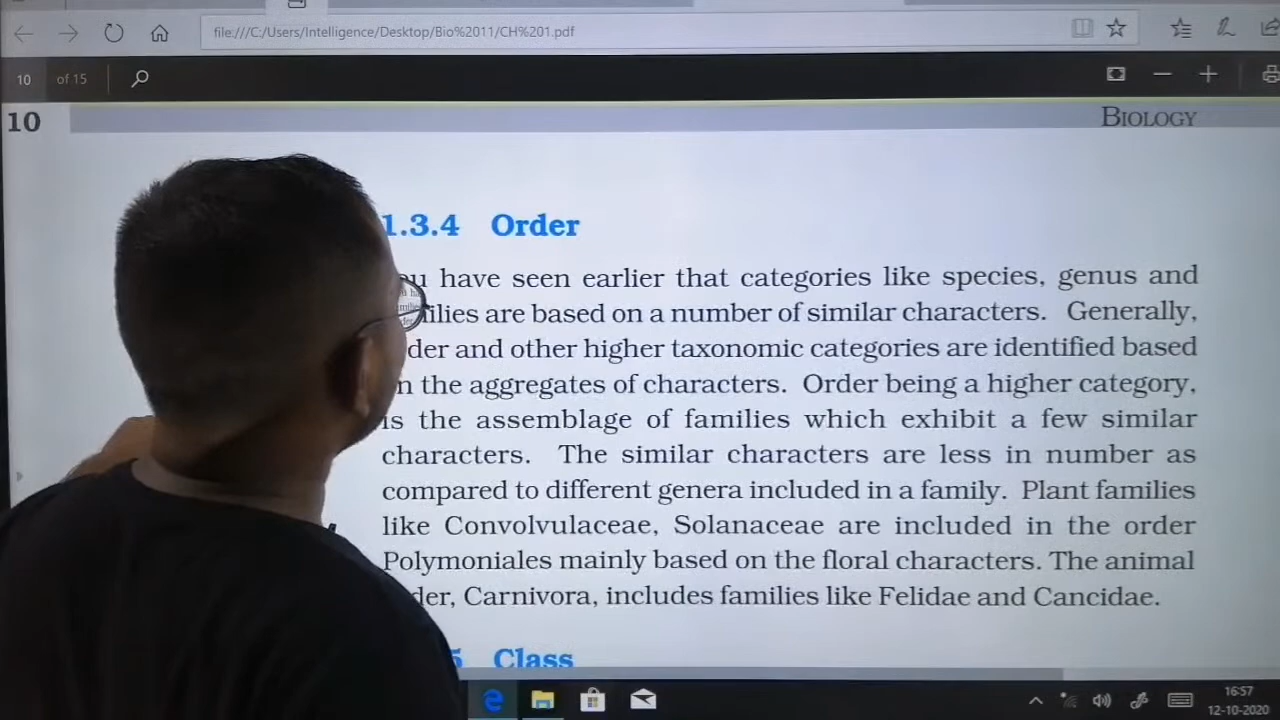 file:///C:/Users/Intelligence/Desktop/Bio%2011/CH%201.pdf
10 of 15
10 BIOLOGY
1.3.4 Order
have seen earlier that categories like species, genus and
are based on a number of similar characters. Generally,
and other higher taxonomic categories are identified based
the aggregates of characters. Order being a higher category,
is the assemblage of families which exhibit a few similar
characters. The similar characters are less in number as
compared to different genera included in a family. Plant families
like Convolvulaceae, Solanaceae are included in the order
Polymoniales mainly based on the floral characters. The animal
Carnivora, includes families like Felidae and Cancidae.
Class
16:57
12-10-2020